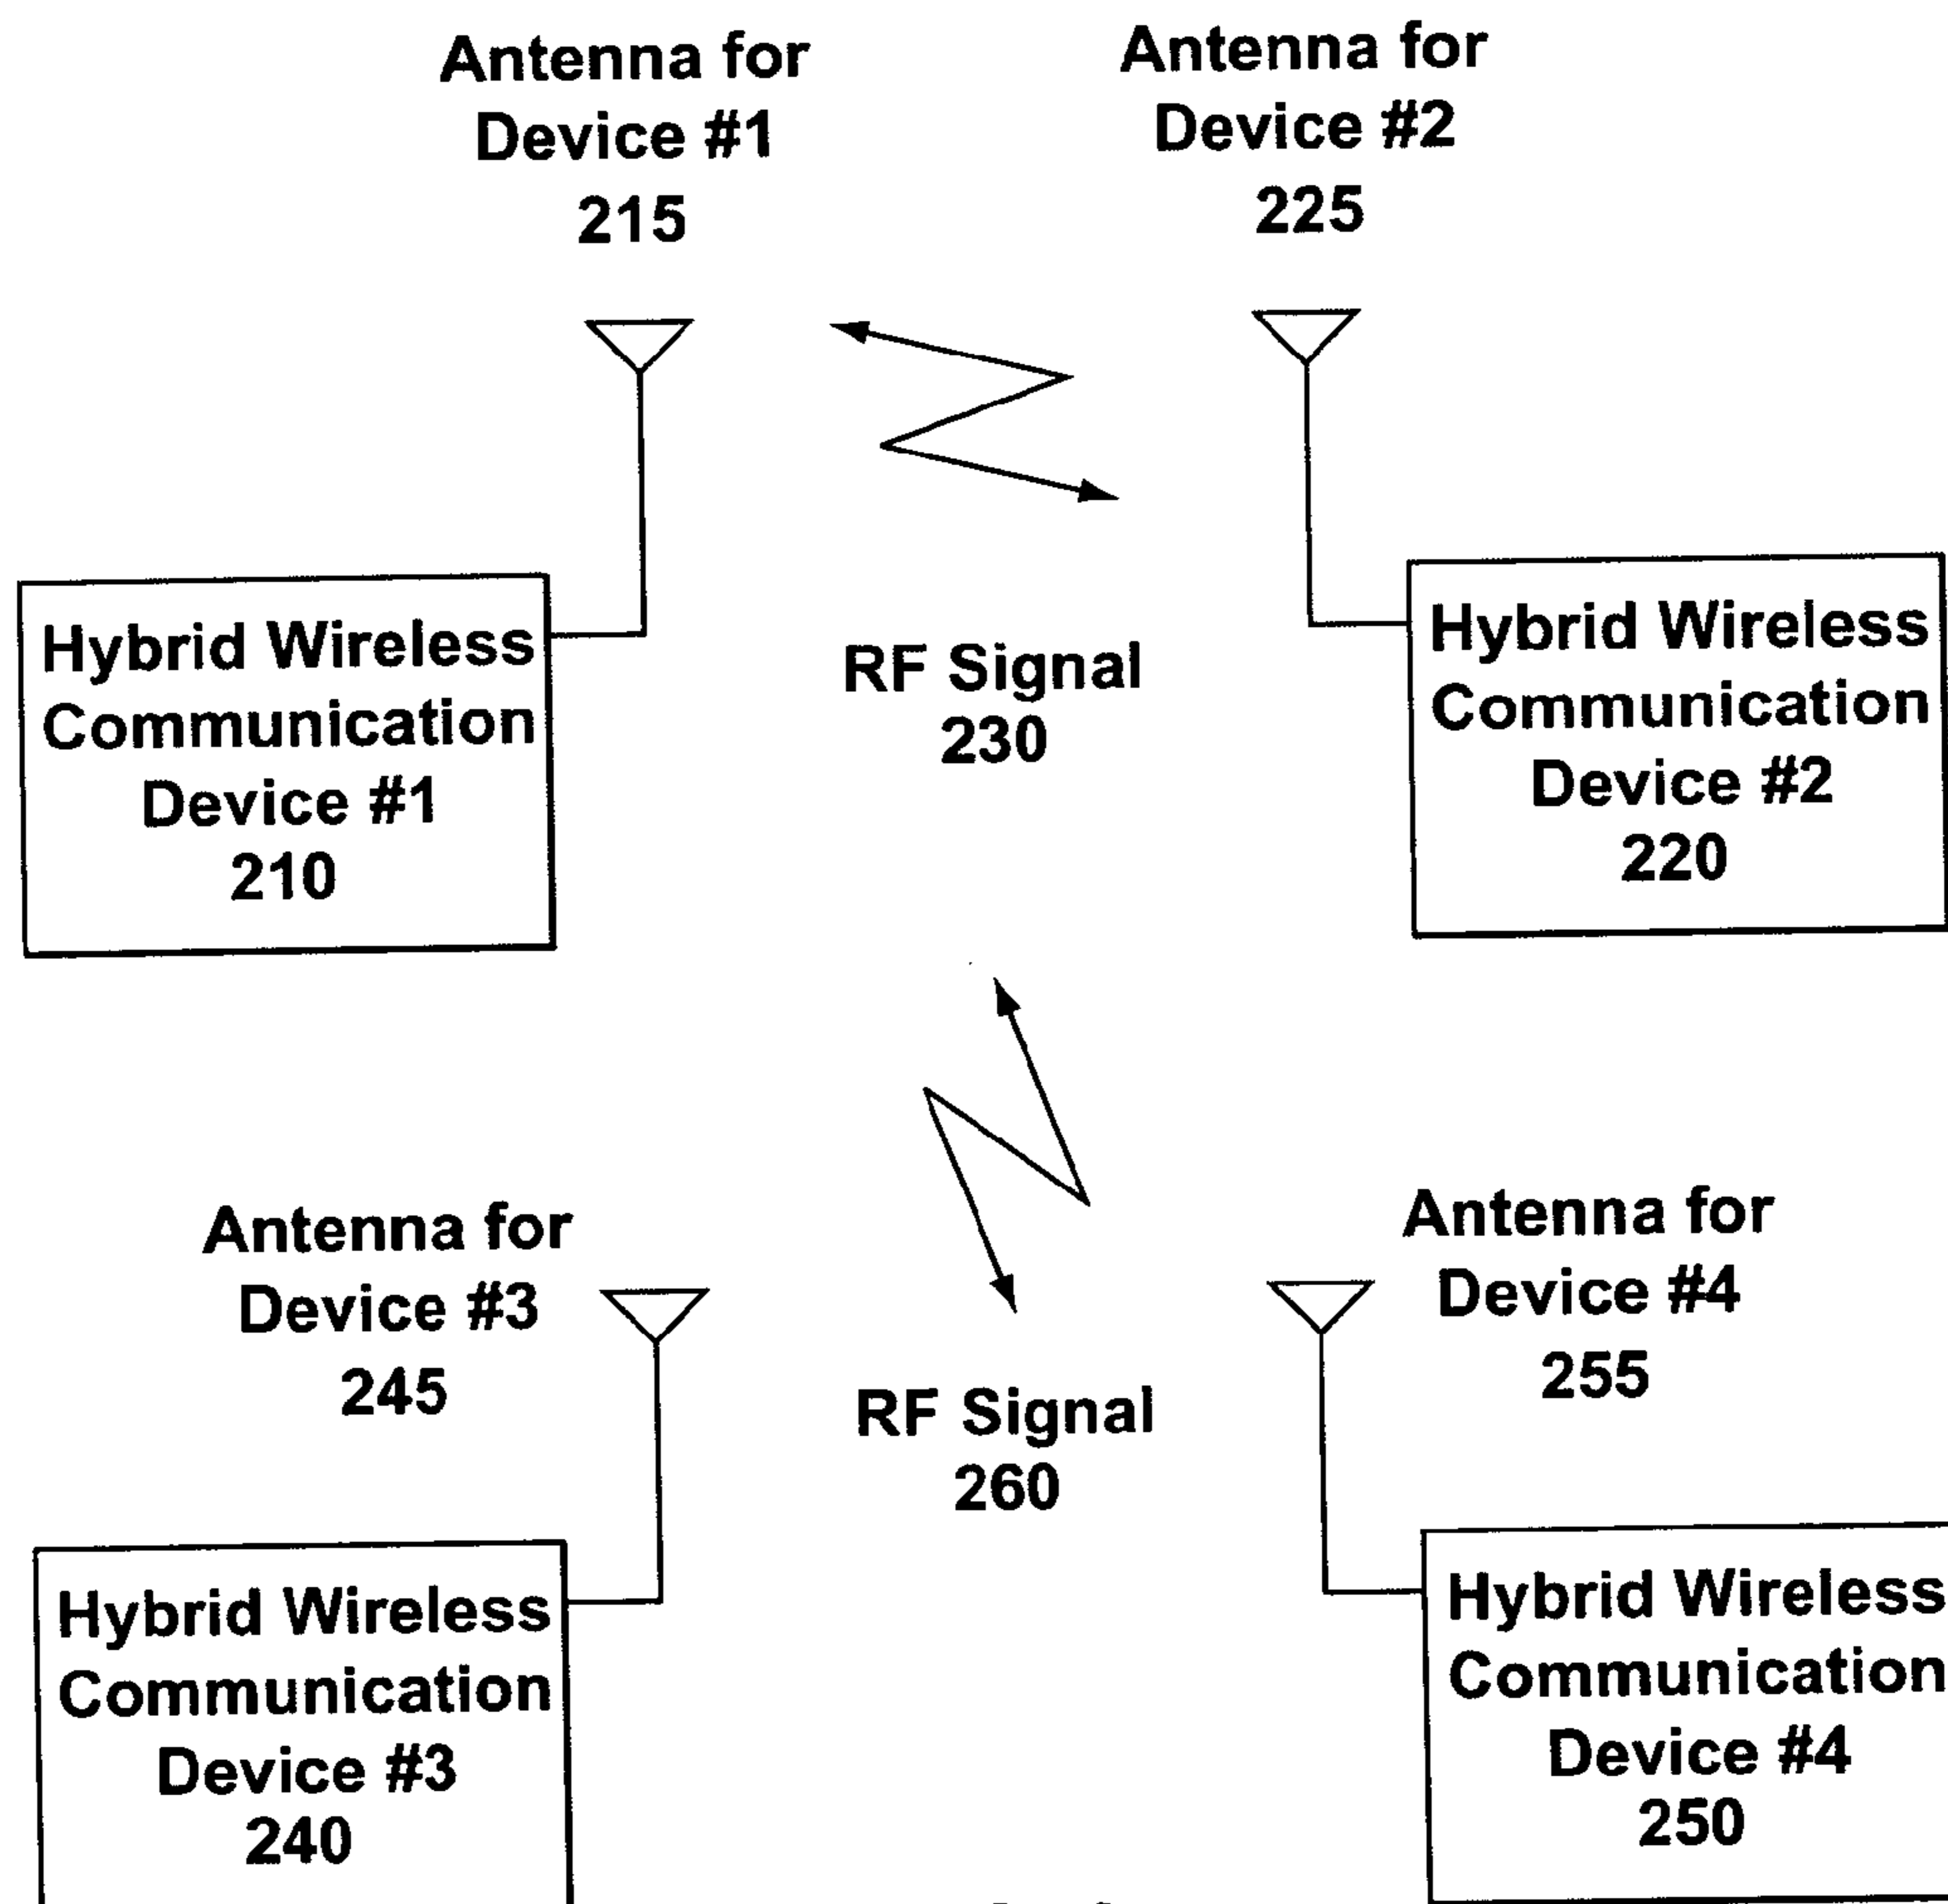 Antenna for
Device #1
215
Antenna for
Device #2
225
Hybrid Wireless
Communication
Device #1
210
RF Signal
230
Hybrid Wireless
Communication
Device #2
220
Antenna for
Device #3
245
RF Signal
260
Antenna for
Device #4
255
Hybrid Wireless
Communication
Device #3
240
Hybrid Wireless
Communication
Device #4
250